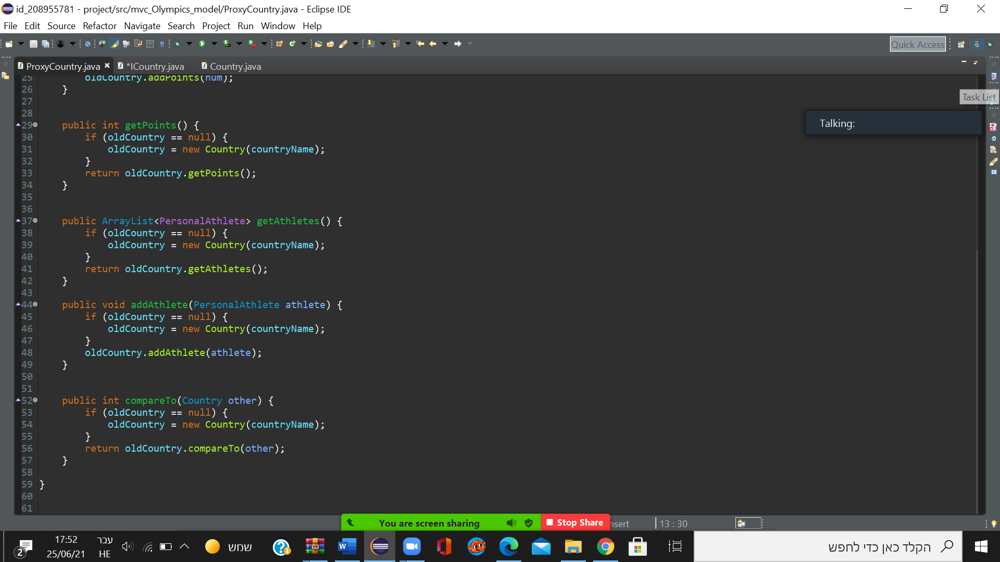 id_208955781 - project/src/mvc_Olympics_model/ProxyCountry.java - Eclipse IDE
File Edit Source Refactor Navigate Search Project Run Window Help
Quick Access
ProxyCountry.java *ICountry.java Country.java
25 oldCountry.addPoints(num);
26 }
27
28
29 public int getPoints() {
30 if (oldCountry == null) {
31 oldCountry = new Country(countryName);
32 }
33 return oldCountry.getPoints();
34 }
35
36
37 public ArrayList<PersonalAthlete> getAthletes() {
38 if (oldCountry == null) {
39 oldCountry = new Country(countryName);
40 }
41 return oldCountry.getAthletes();
42 }
43
44 public void addAthlete(PersonalAthlete athlete) {
45 if (oldCountry == null) {
46 oldCountry = new Country(countryName);
47 }
48 oldCountry.addAthlete(athlete);
49 }
50
51
52 public int compareTo(Country other) {
53 if (oldCountry == null) {
54 oldCountry = new Country(countryName);
55 }
56 return oldCountry.compareTo(other);
57 }
58
59 }
60
61
Task List
Talking:
You are screen sharing
Stop Share
nsert
13 : 30
2
17:52
25/06/21
עבר
HE
שמש
הקלד כאן כדי לחפש